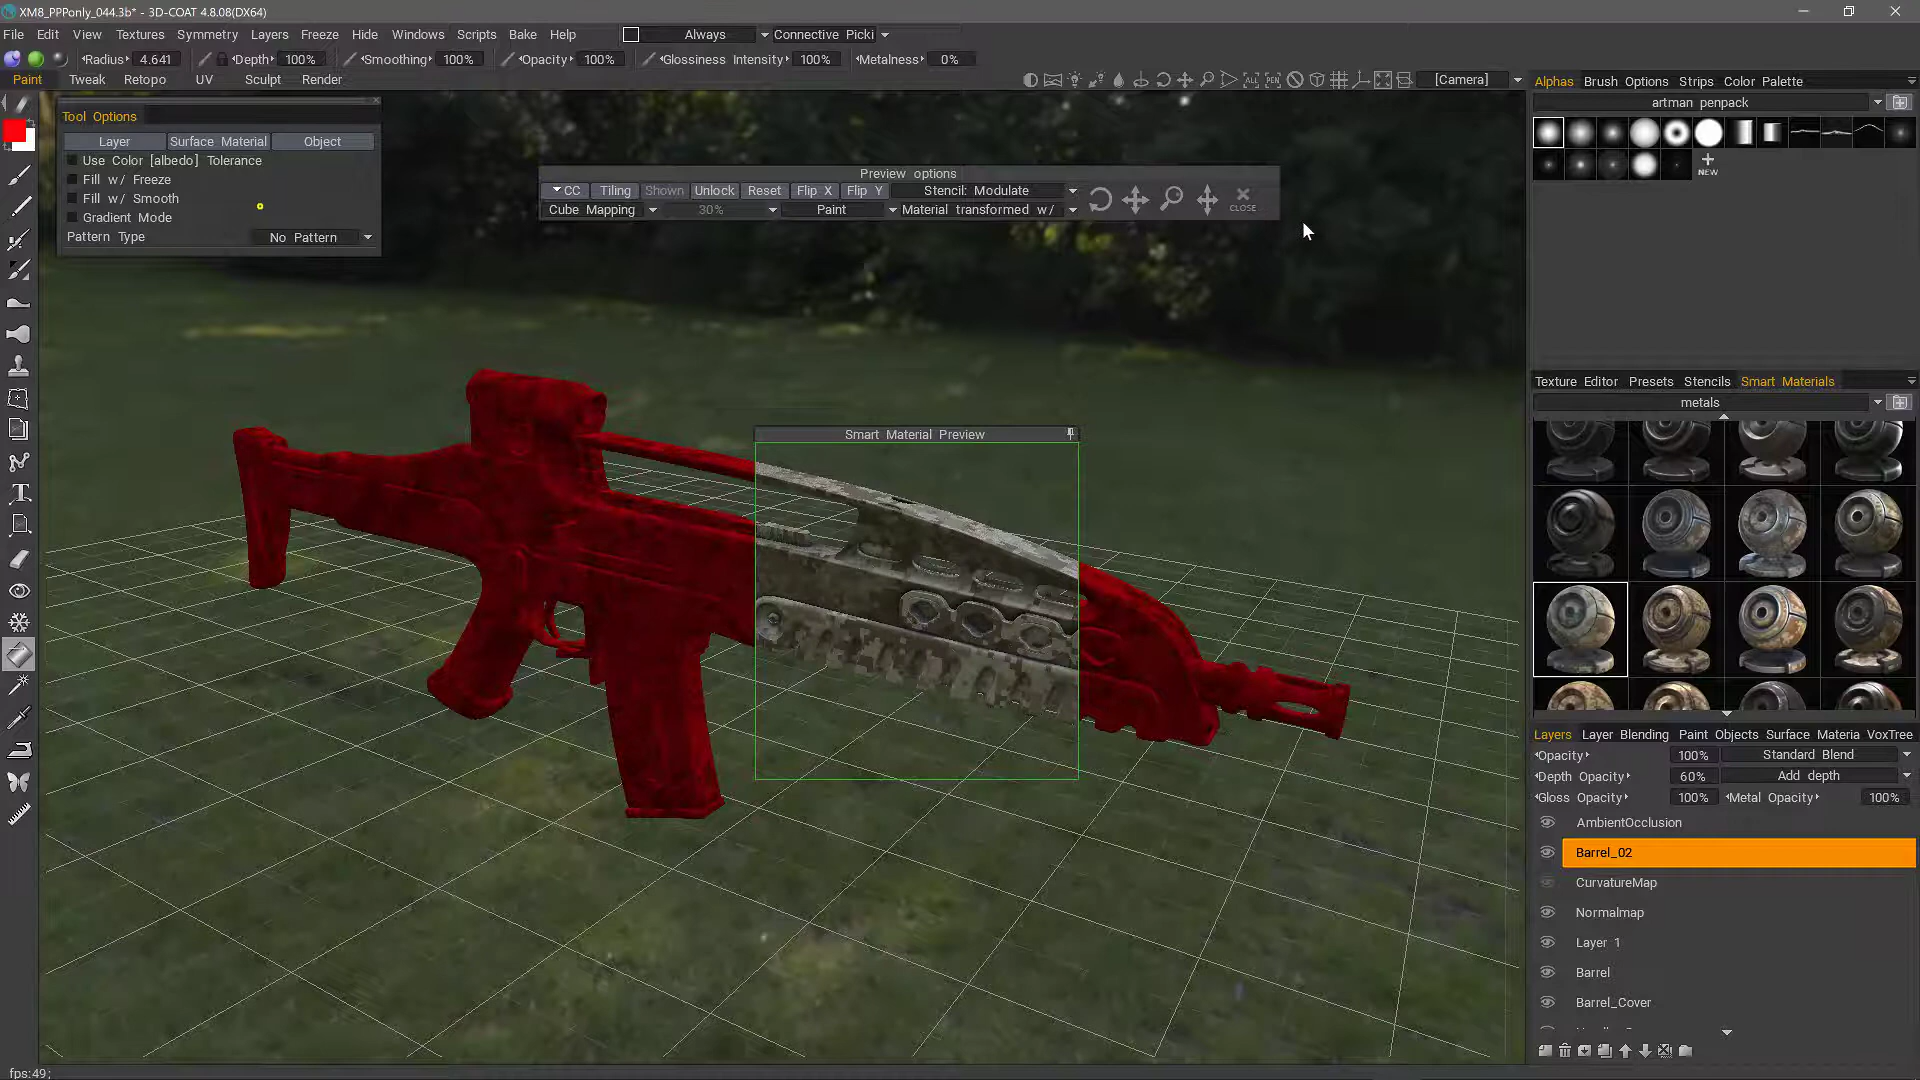 XM8_PPPonly_044.3b* - 3D-COAT 4.8.08(DX64)
File Edit View Textures Symmetry Layers Freeze Hide Windows Scripts Bake Help Always Connective Picki
Radius 4.641 Depth 100% Smoothing 100% Opacity 100% Glossiness Intensity 100% Metalness 0%
Paint Tweak Retopo UV Sculpt Render [Camera]
Tool Options
Layer Surface Material Object
Use Color [albedo] Tolerance
Fill w/ Freeze
Fill w/ Smooth
Gradient Mode
Pattern Type No Pattern
Preview options
CC Tiling Shown Unlock Reset Flip X Flip Y Stencil: Modulate
Cube Mapping 30% Paint Material transformed w/
CLOSE
Smart Material Preview
Alphas Brush Options Strips Color Palette
artman penpack
NEW
Texture Editor Presets Stencils Smart Materials
metals
Layers Layer Blending Paint Objects Surface Materia VoxTree
Opacity 100% Standard Blend
Depth Opacity 60% Add depth
Gloss Opacity 100% Metal Opacity 100%
AmbientOcclusion
Barrel_02
CurvatureMap
Normalmap
Layer 1
Barrel
Barrel_Cover
fps:49;